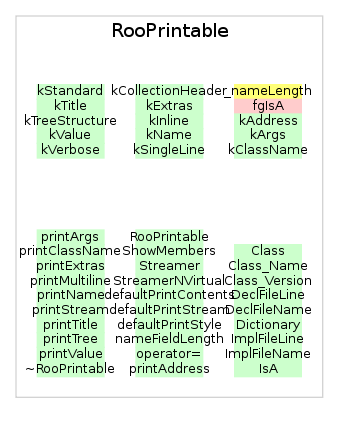 RooPrintable
kStandard kCollectionHeader _nameLength
kTitle kExtras fgIsA
kTreeStructure kInline kAddress
kValue kName kArgs
kVerbose kSingleLine kClassName
printArgs RooPrintable
printClassName ShowMembers Class
printExtras Streamer Class_Name
printMultiline StreamerNVirtual Class_Version
printName defaultPrintContents DeclFileLine
printStream defaultPrintStream DeclFileName
printTitle defaultPrintStyle Dictionary
printTree nameFieldLength ImplFileLine
printValue operator= ImplFileName
~RooPrintable printAddress IsA